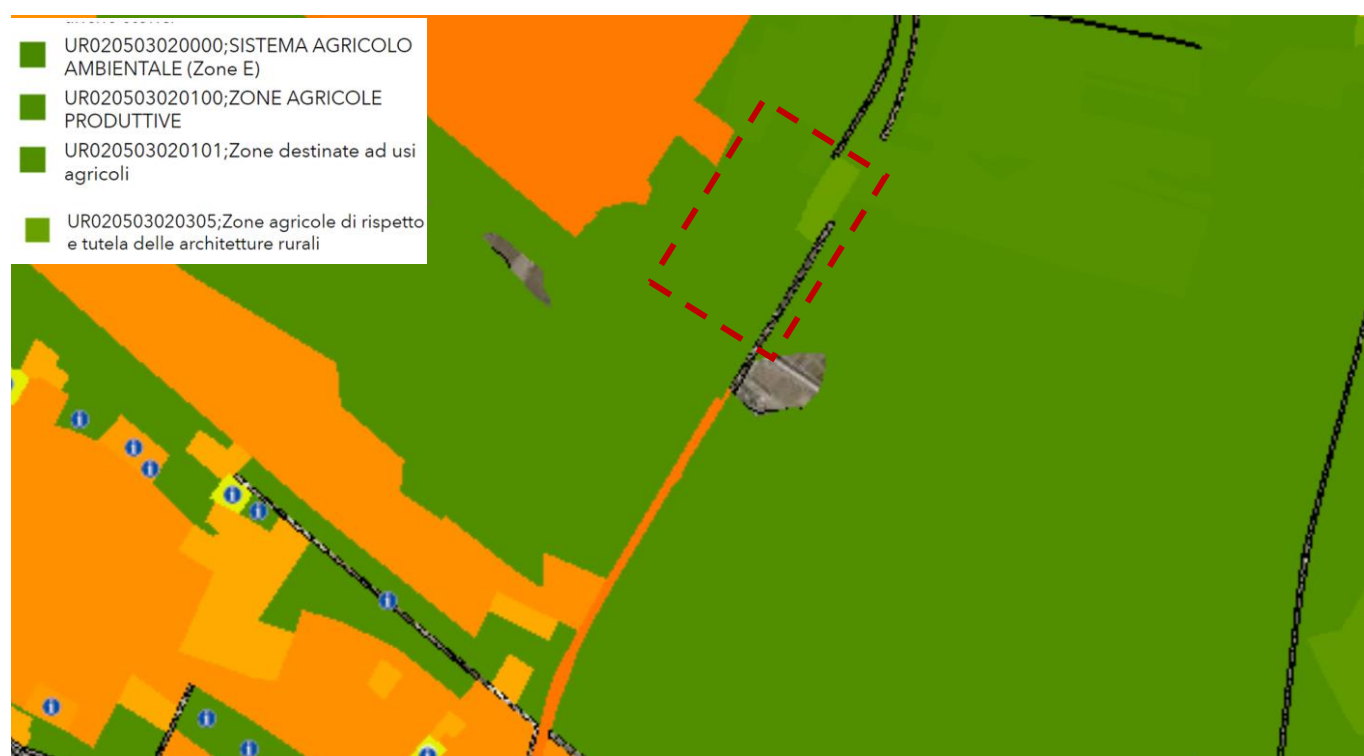 UR020503020000;SISTEMA AGRICOLO
AMBIENTALE (Zone E)
UR020503020100;ZONE AGRICOLE
PRODUTTIVE
UR020503020101;Zone destinate ad usi
agricoli
UR020503020305;Zone agricole di rispetto
e tutela delle architetture rurali